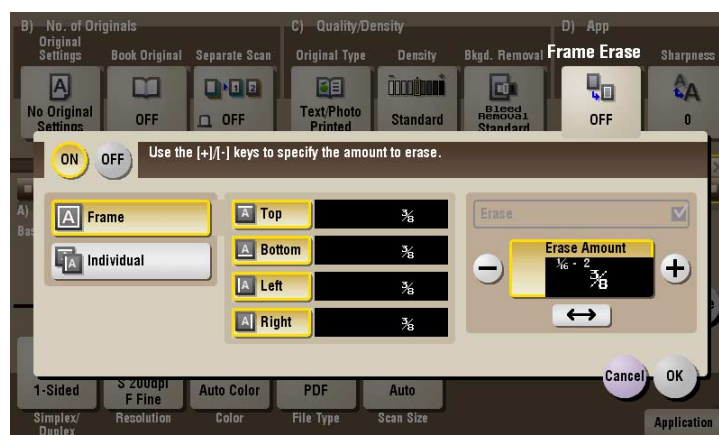 B) No. of Originals
C) Quality/Density
D) App
Original
Settings
Book Original
Separate Scan
Original Type
Density
Bkgd. Removal
Frame Erase
Sharpness
No Original
Settings
OFF
OFF
Text/Photo
Printed
Standard
Bleed
Removal
Standard
OFF
0
ON
OFF
Use the [+]/[-] keys to specify the amount to erase.
A)
Bas
Frame
Individual
Top 3/8
Bottom 3/8
Left 3/8
Right 3/8
Erase
Erase Amount
1/16 - 2
3/8
Cancel
OK
1-Sided
S 200dpi
F Fine
Auto Color
PDF
Auto
Simplex/
Duplex
Resolution
Color
File Type
Scan Size
Application